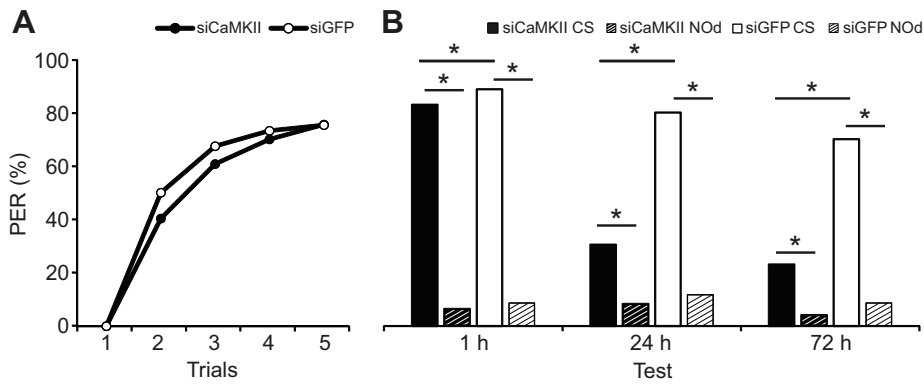 A
siCaMKII
siGFP
100
80
60
40
20
0
PER (%)
1 2 3 4 5
Trials
B
siCaMKII CS
siCaMKII NOd
siGFP CS
siGFP NOd
*
*
*
*
*
*
*
*
*
1 h
24 h
72 h
Test